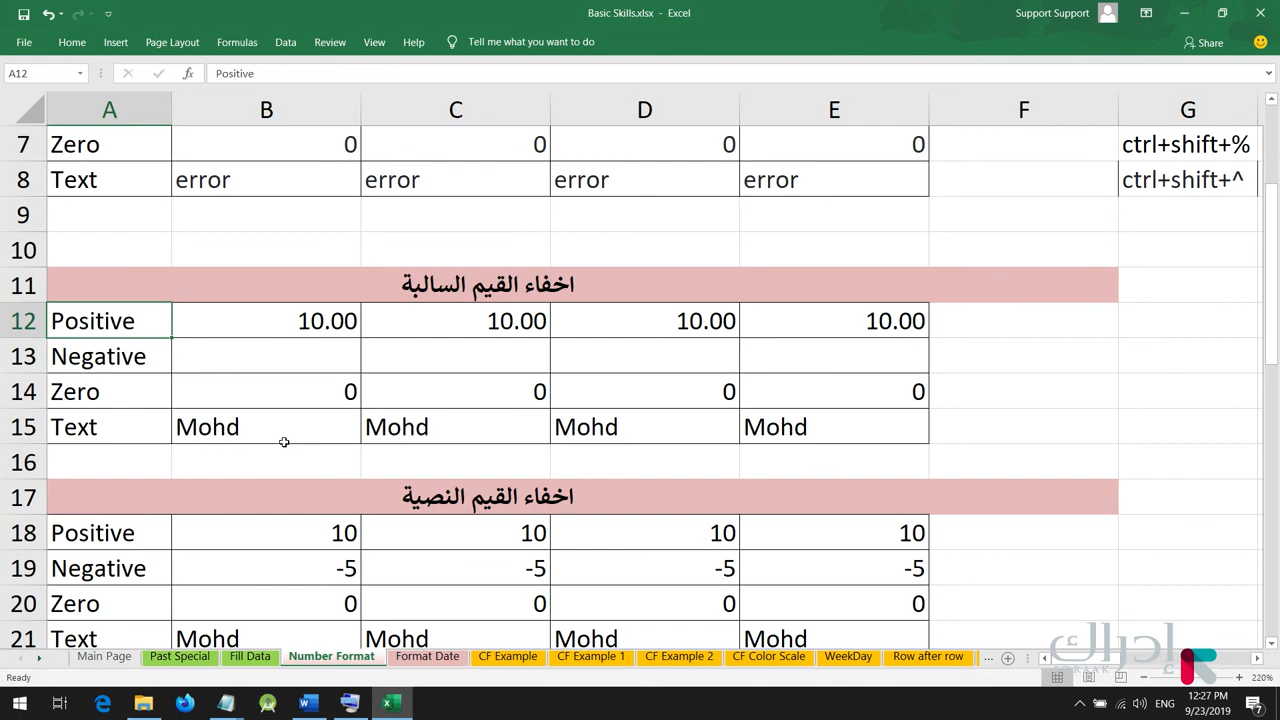 Basic Skills.xlsx - Excel
Support Support
File Home Insert Page Layout Formulas Data Review View Help Tell me what you want to do Share
A12 fx Positive
A B C D E F G
7 Zero 0 0 0 0 ctrl+shift+%
8 Text error error error error ctrl+shift+^
9
10
11 اخفاء القيم السالبة
12 Positive 10.00 10.00 10.00 10.00
13 Negative
14 Zero 0 0 0 0
15 Text Mohd Mohd Mohd Mohd
16
17 اخفاء القيم النصية
18 Positive 10 10 10 10
19 Negative -5 -5 -5 -5
20 Zero 0 0 0 0
21 Text Mohd Mohd Mohd Mohd
Main Page Past Special Fill Data Number Format Format Date CF Example CF Example 1 CF Example 2 CF Color Scale WeekDay Row after row ...
إدراك
EDRAAK
Ready 220%
ENG 12:27 PM
9/23/2019 7